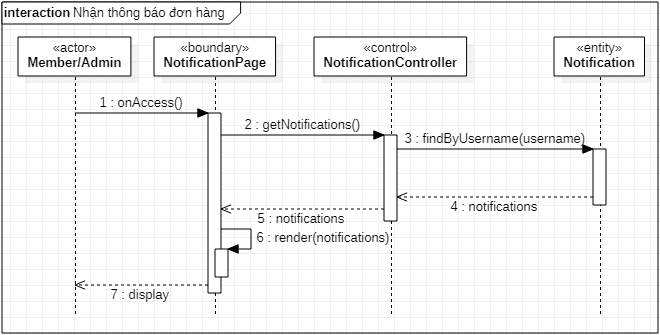 interaction Nhận thông báo đơn hàng
«actor»
Member/Admin
«boundary»
NotificationPage
«control»
NotificationController
«entity»
Notification
1 : onAccess()
2 : getNotifications()
3 : findByUsername(username)
4 : notifications
5 : notifications
6 : render(notifications)
7 : display